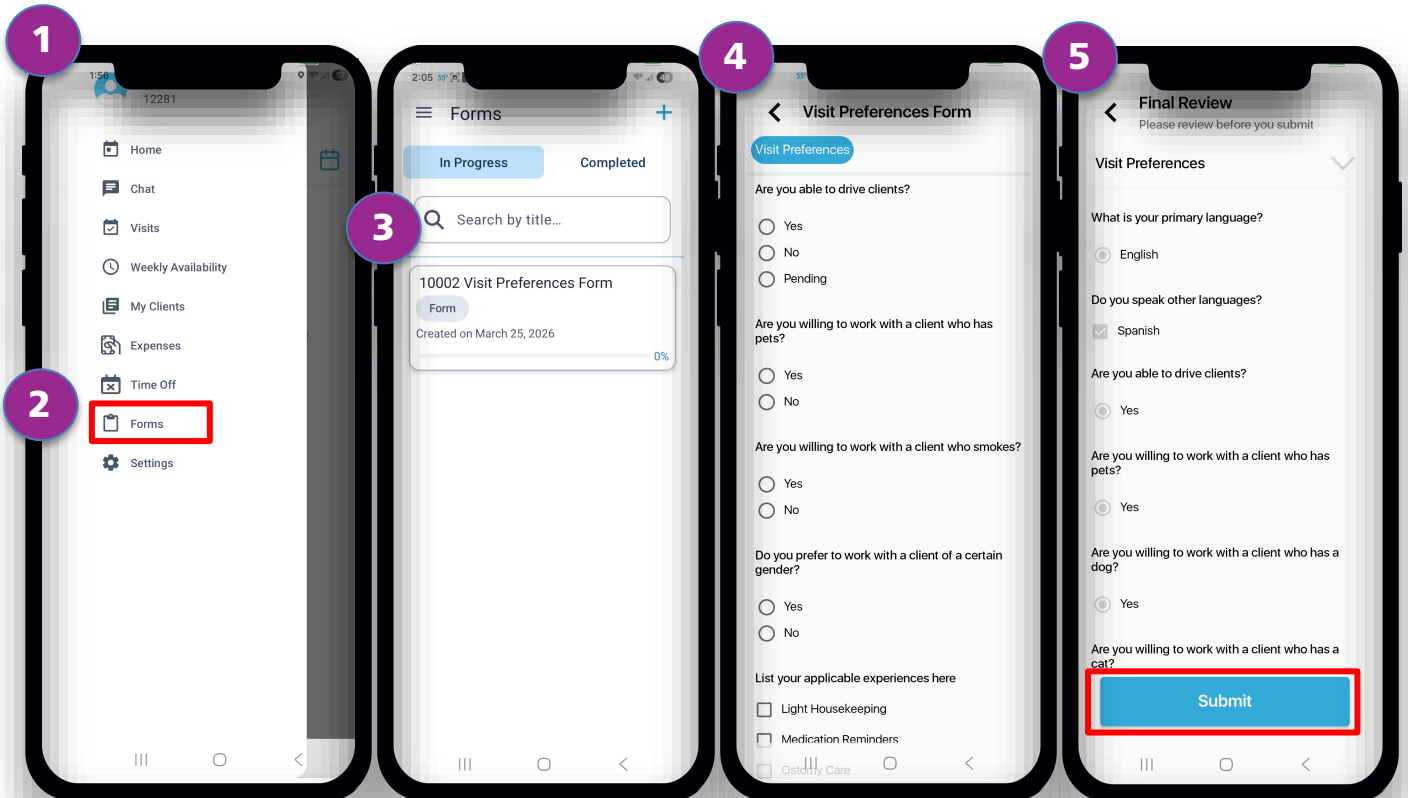 1
1:56
12281
Home
Chat
Visits
Weekly Availability
My Clients
Expenses
Time Off
2
Forms
Settings
2:05 55°
Forms
+
In Progress
Completed
3
Search by title...
10002 Visit Preferences Form
Form
Created on March 25, 2026
0%
4
55°
Visit Preferences Form
Visit Preferences
Are you able to drive clients?
Yes
No
Pending
Are you willing to work with a client who has
pets?
Yes
No
Are you willing to work with a client who smokes?
Yes
No
Do you prefer to work with a client of a certain
gender?
Yes
No
List your applicable experiences here
Light Housekeeping
Medication Reminders
Ostomy Care
5
Final Review
Please review before you submit
Visit Preferences
What is your primary language?
English
Do you speak other languages?
Spanish
Are you able to drive clients?
Yes
Are you willing to work with a client who has
pets?
Yes
Are you willing to work with a client who has a
dog?
Yes
Are you willing to work with a client who has a
cat?
Submit